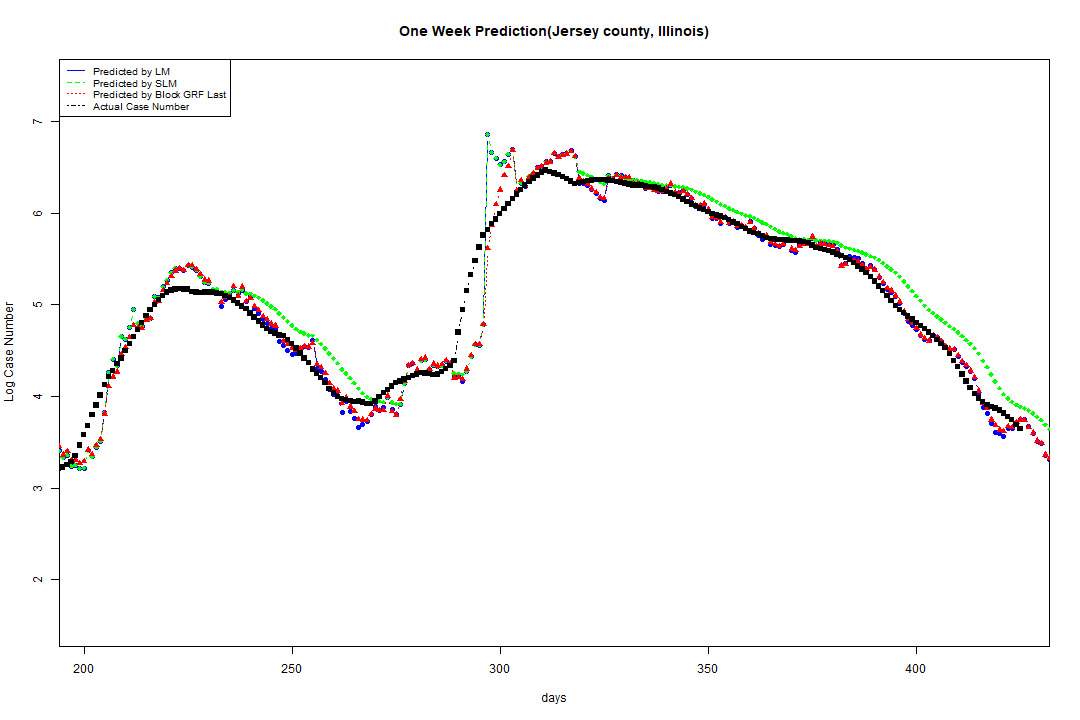 One Week Prediction(Jersey county, Illinois)
Predicted by LM
Predicted by SLM
Predicted by Block GRF Last
Actual Case Number
7
6
5
4
3
2
Log Case Number
200 250 300 350 400
days